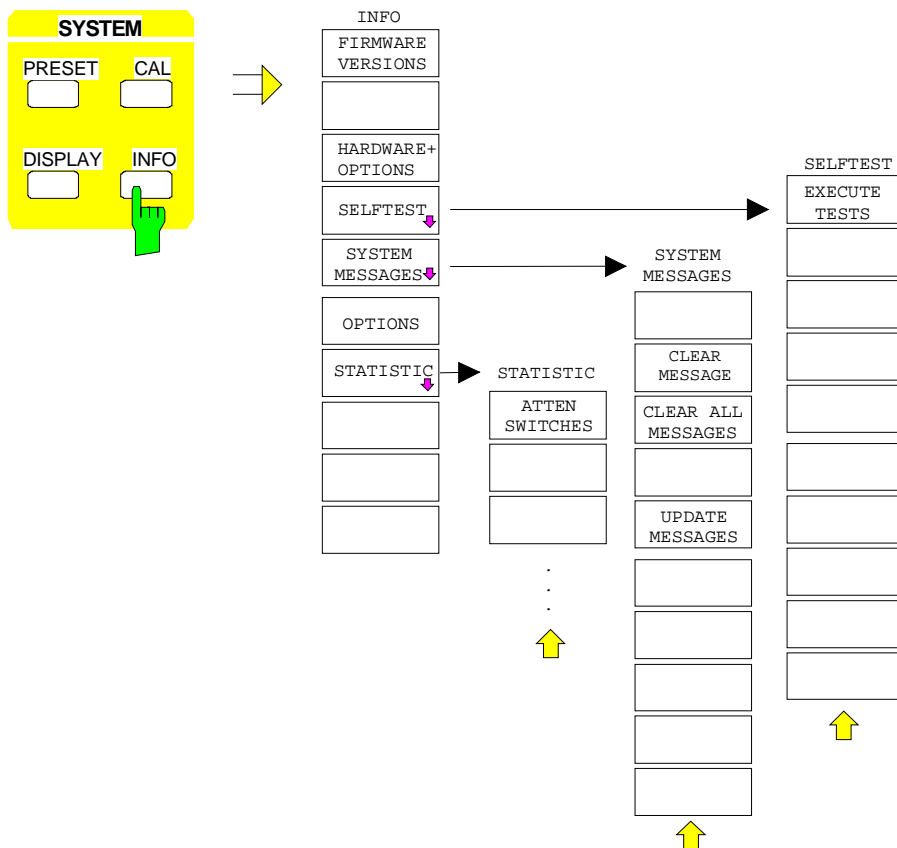 SYSTEM
PRESET CAL
DISPLAY INFO
INFO
FIRMWARE
VERSIONS
HARDWARE+
OPTIONS
SELFTEST
SYSTEM
MESSAGES
OPTIONS
STATISTIC
STATISTIC
ATTEN
SWITCHES
.
.
.
SYSTEM
MESSAGES
CLEAR
MESSAGE
CLEAR ALL
MESSAGES
UPDATE
MESSAGES
SELFTEST
EXECUTE
TESTS